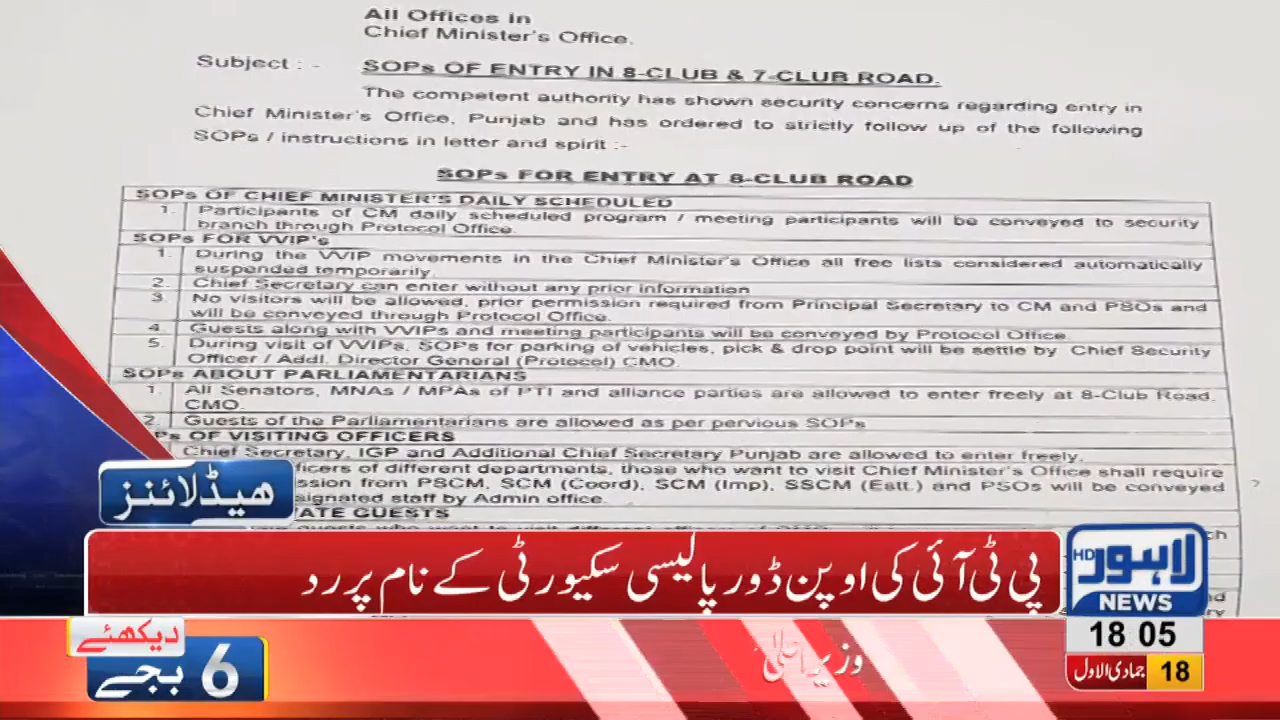 All Offices in
Chief Minister's Office.
Subject : - SOPs OF ENTRY IN 8-CLUB & 7-CLUB ROAD.
The competent authority has shown security concerns regarding entry in
Chief Minister's Office, Punjab and has ordered to strictly follow up of the following
SOPs / instructions in letter and spirit :-
SOPs FOR ENTRY AT 8-CLUB ROAD
SOPs OF CHIEF MINISTER'S DAILY SCHEDULED
1. Participants of CM daily scheduled program / meeting participants will be conveyed to security
branch through Protocol Office.
SOPs FOR VVIP's
1. During the VVIP movements in the Chief Minister's Office all free lists considered automatically
suspended temporarily.
2. Chief Secretary can enter without any prior information
3. No visitors will be allowed, prior permission required from Principal Secretary to CM and PSOs and
will be conveyed through Protocol Office.
4. Guests along with VVIPs and meeting participants will be conveyed by Protocol Office.
5. During visit of VVIPs, SOPs for parking of vehicles, pick & drop point will be settle by Chief Security
Officer / Addl. Director General (Protocol) CMO.
SOPs ABOUT PARLIAMENTARIANS
1. All Senators, MNAs / MPAs of PTI and alliance parties are allowed to enter freely at 8-Club Road,
CMO.
2. Guests of the Parliamentarians are allowed as per pervious SOPs
Ps OF VISITING OFFICERS
Chief Secretary, IGP and Additional Chief Secretary Punjab are allowed to enter freely.
ficers of different departments, those who want to visit Chief Minister's Office shall require
ission from PSCM, SCM (Coord), SCM (Imp), SSCM (Estt.) and PSOs will be conveyed
signated staff by Admin office.
ATE GUESTS
ہیڈلائنز
پی ٹی آئی کی اوپن ڈور پالیسی سکیورٹی کے نام پر رد
لاہور HD
NEWS
18 05
18 جمادی الاول
دیکھئے
6 بجے
وزیراعلیٰ